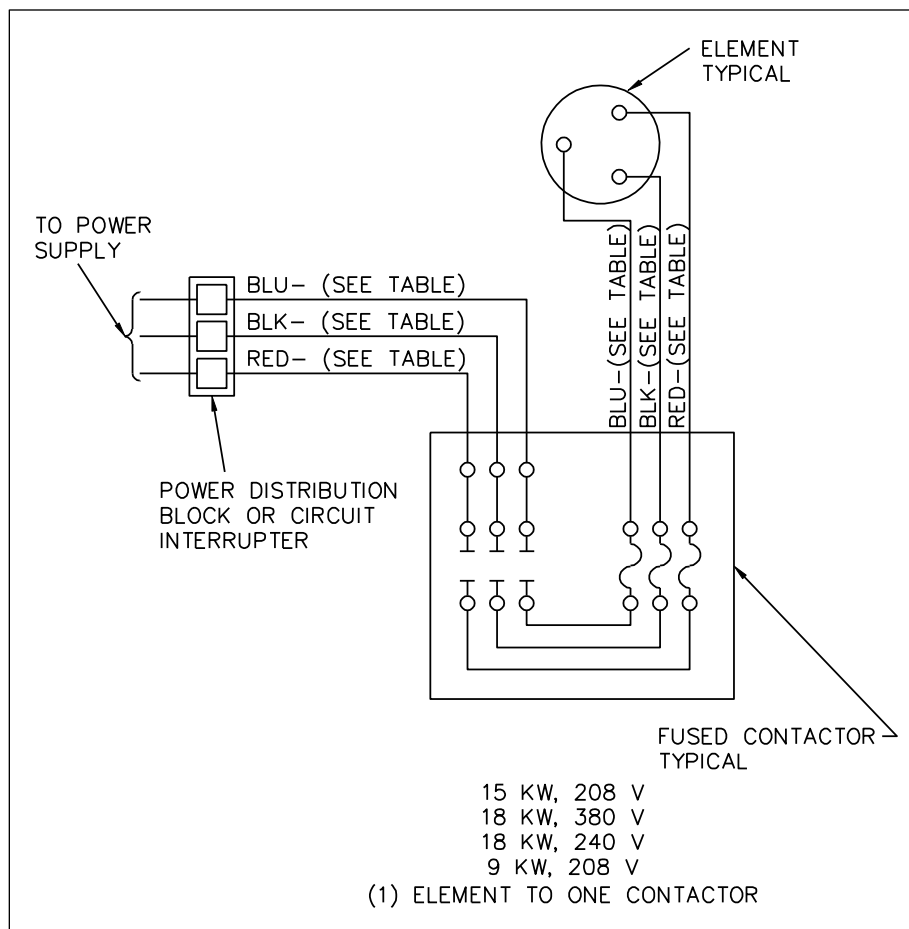 ELEMENT
TYPICAL
TO POWER
SUPPLY
BLU- (SEE TABLE)
BLK- (SEE TABLE)
RED- (SEE TABLE)
BLU-(SEE TABLE)
BLK-(SEE TABLE)
RED-(SEE TABLE)
POWER DISTRIBUTION
BLOCK OR CIRCUIT
INTERRUPTER
FUSED CONTACTOR
TYPICAL
15 KW, 208 V
18 KW, 380 V
18 KW, 240 V
9 KW, 208 V
(1) ELEMENT TO ONE CONTACTOR